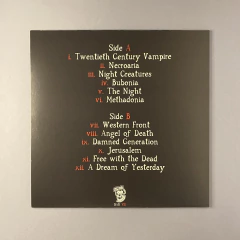 Side A
i. Twentieth Century Vampire
ii. Necroaria
iii. Night Creatures
iv. Bubonia
v. The Night
vi. Methadonia
Side B
vii. Western Front
viii. Angel of Death
ix. Damned Generation
x. Jerusalem
xi. Free with the Dead
xii. A Dream of Yesterday